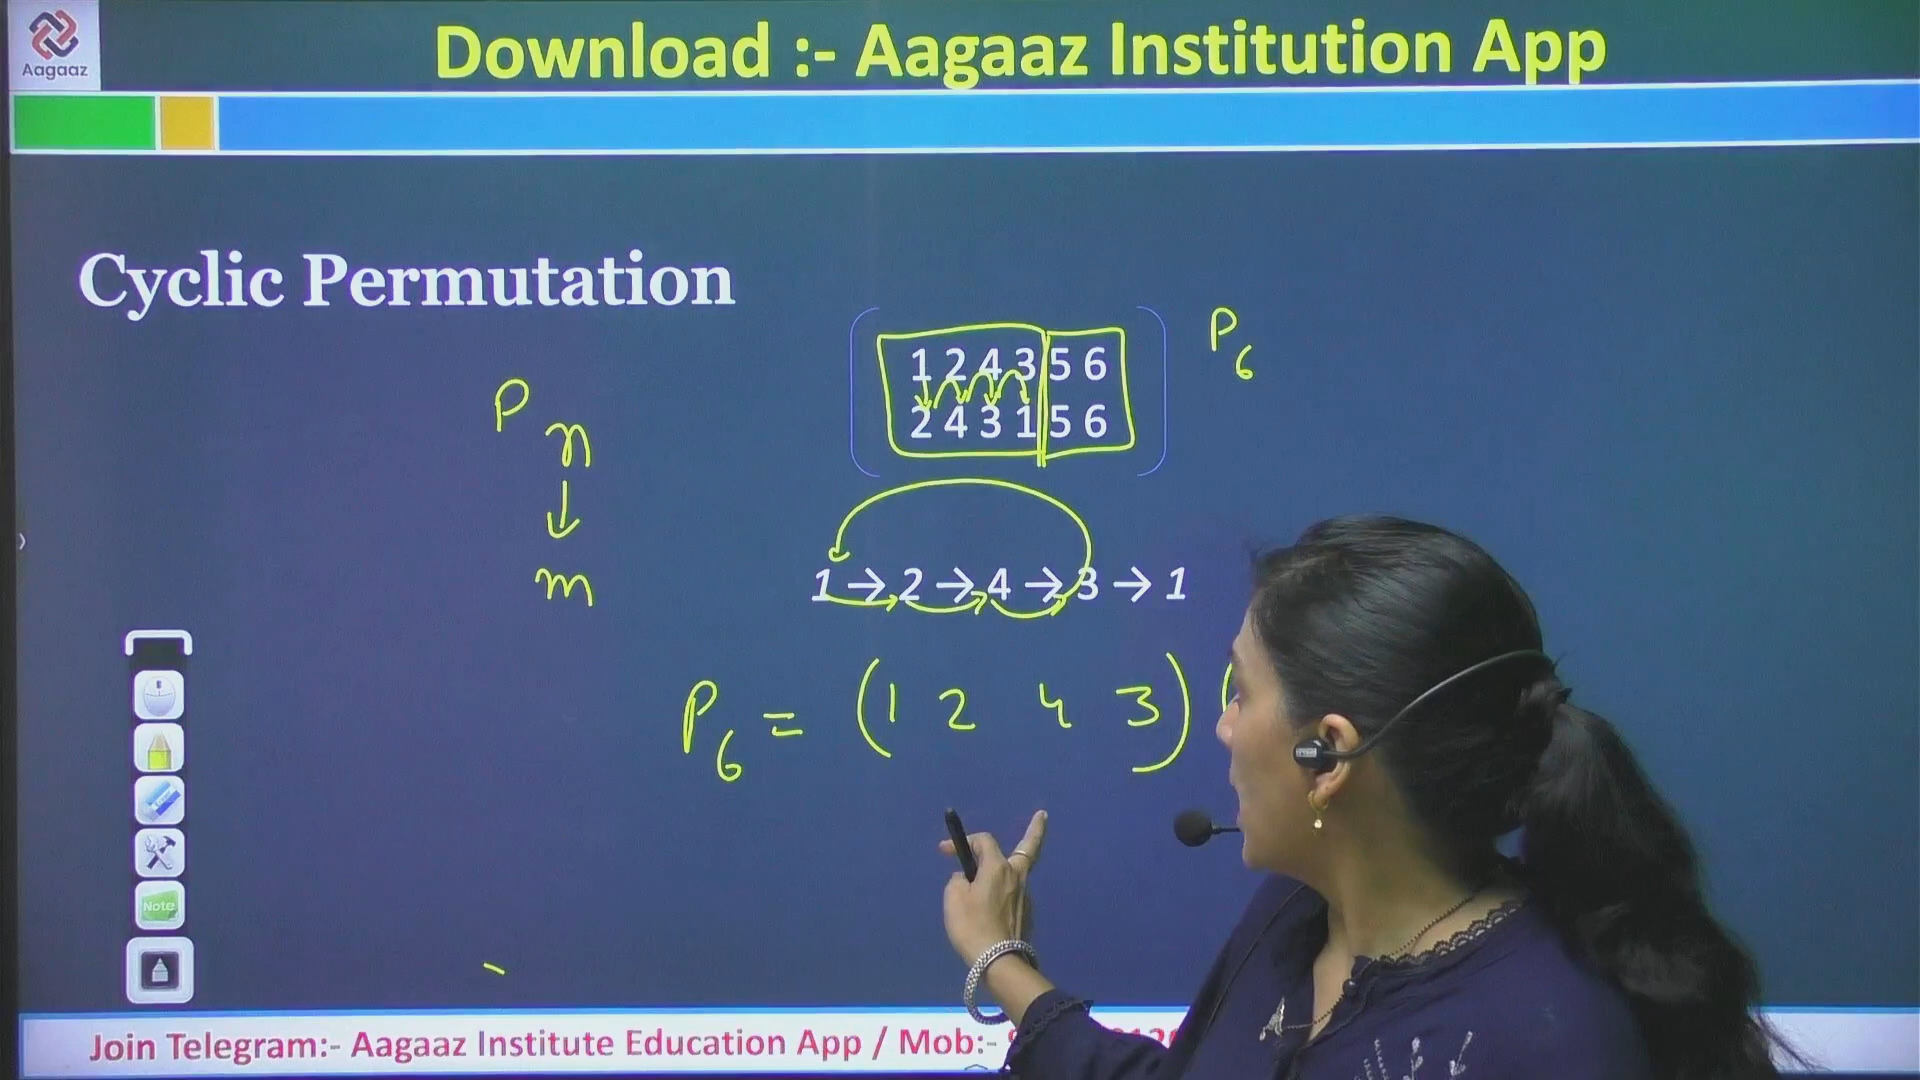 Aagaaz
Download :- Aagaaz Institution App
Cyclic Permutation
1 2 4 3 5 6
2 4 3 1 5 6
P6
Pn
↓
m
1 → 2 → 4 → 3 → 1
P6 = (1 2 4 3) (
Note
Join Telegram:- Aagaaz Institute Education App / Mob:-